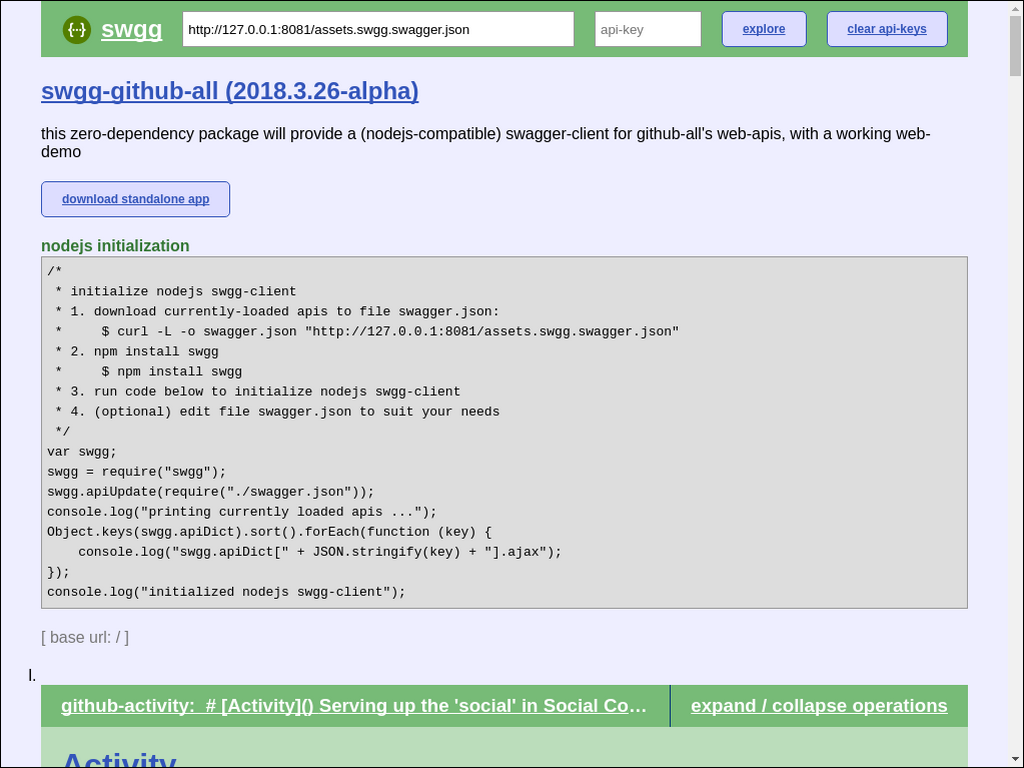 {··} swgg http://127.0.0.1:8081/assets.swgg.swagger.json api-key explore clear api-keys
swgg-github-all (2018.3.26-alpha)
this zero-dependency package will provide a (nodejs-compatible) swagger-client for github-all's web-apis, with a working web-
demo
download standalone app
nodejs initialization
/*
 * initialize nodejs swgg-client
 * 1. download currently-loaded apis to file swagger.json:
 *     $ curl -L -o swagger.json "http://127.0.0.1:8081/assets.swgg.swagger.json"
 * 2. npm install swgg
 *     $ npm install swgg
 * 3. run code below to initialize nodejs swgg-client
 * 4. (optional) edit file swagger.json to suit your needs
 */
var swgg;
swgg = require("swgg");
swgg.apiUpdate(require("./swagger.json"));
console.log("printing currently loaded apis ...");
Object.keys(swgg.apiDict).sort().forEach(function (key) {
    console.log("swgg.apiDict[" + JSON.stringify(key) + "].ajax");
});
console.log("initialized nodejs swgg-client");
[ base url: / ]
I.
github-activity:  # [Activity]() Serving up the 'social' in Social Co… expand / collapse operations
Activity